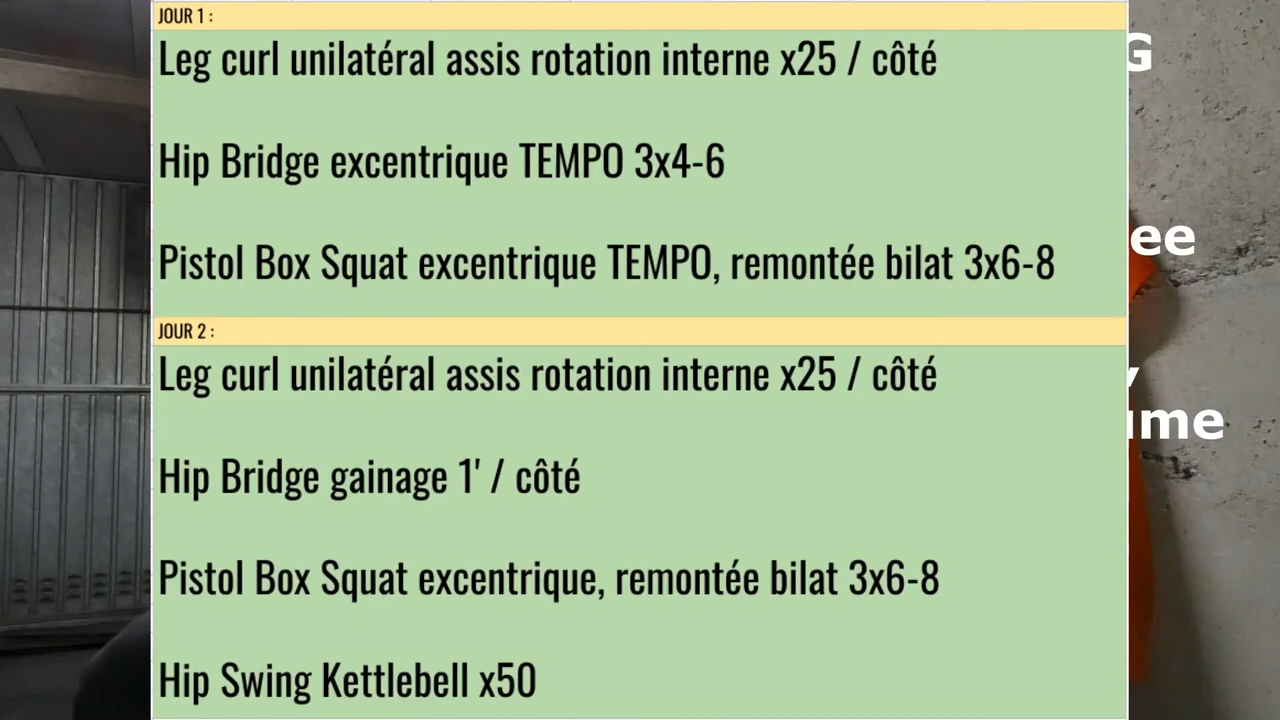 JOUR 1 :
Leg curl unilatéral assis rotation interne x25 / côté
Hip Bridge excentrique TEMPO 3x4-6
Pistol Box Squat excentrique TEMPO, remontée bilat 3x6-8
JOUR 2 :
Leg curl unilatéral assis rotation interne x25 / côté
Hip Bridge gainage 1' / côté
Pistol Box Squat excentrique, remontée bilat 3x6-8
Hip Swing Kettlebell x50